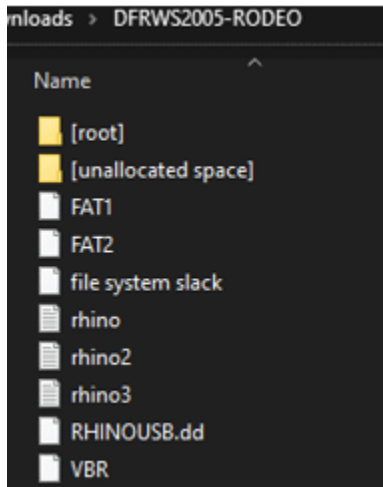 nloads > DFRWS2005-RODEO
Name
[root]
[unallocated space]
FAT1
FAT2
file system slack
rhino
rhino2
rhino3
RHINOUSB.dd
VBR